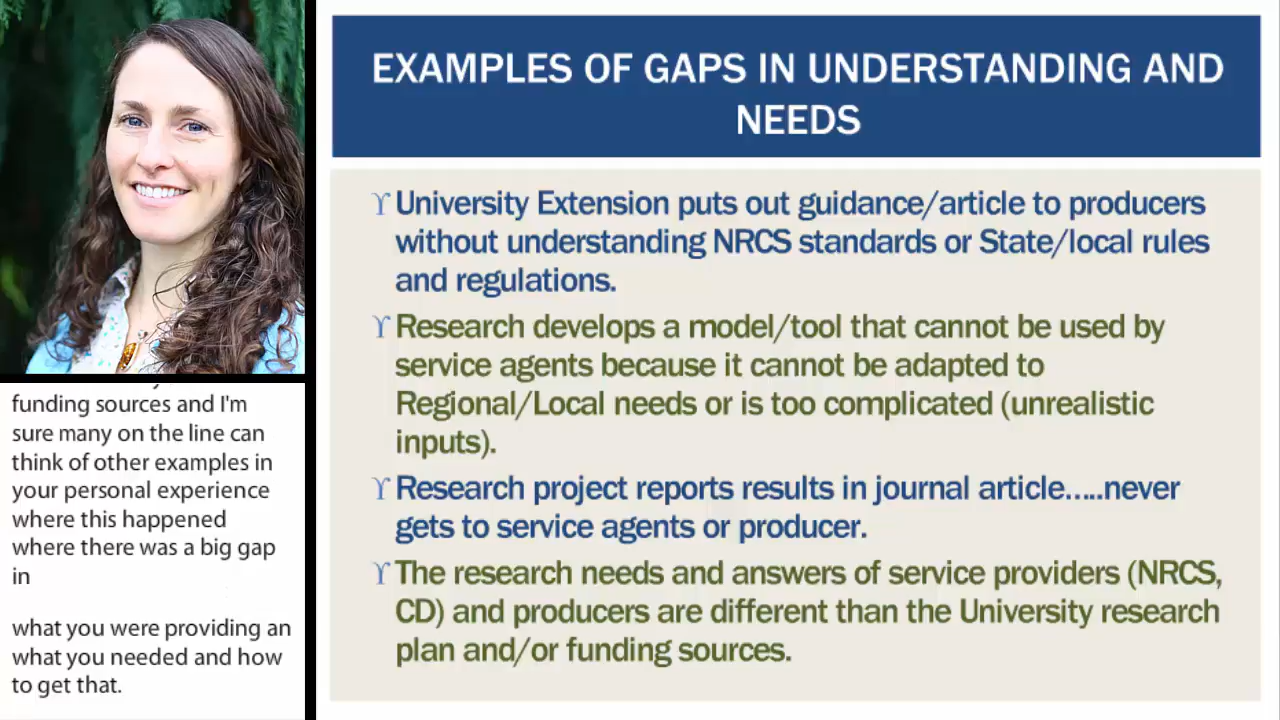 EXAMPLES OF GAPS IN UNDERSTANDING AND
NEEDS
University Extension puts out guidance/article to producers
without understanding NRCS standards or State/local rules
and regulations.
Research develops a model/tool that cannot be used by
service agents because it cannot be adapted to
Regional/Local needs or is too complicated (unrealistic
inputs).
Research project reports results in journal article.....never
gets to service agents or producer.
The research needs and answers of service providers (NRCS,
CD) and producers are different than the University research
plan and/or funding sources.
funding sources and I'm
sure many on the line can
think of other examples in
your personal experience
where this happened
where there was a big gap
in
what you were providing an
what you needed and how
to get that.